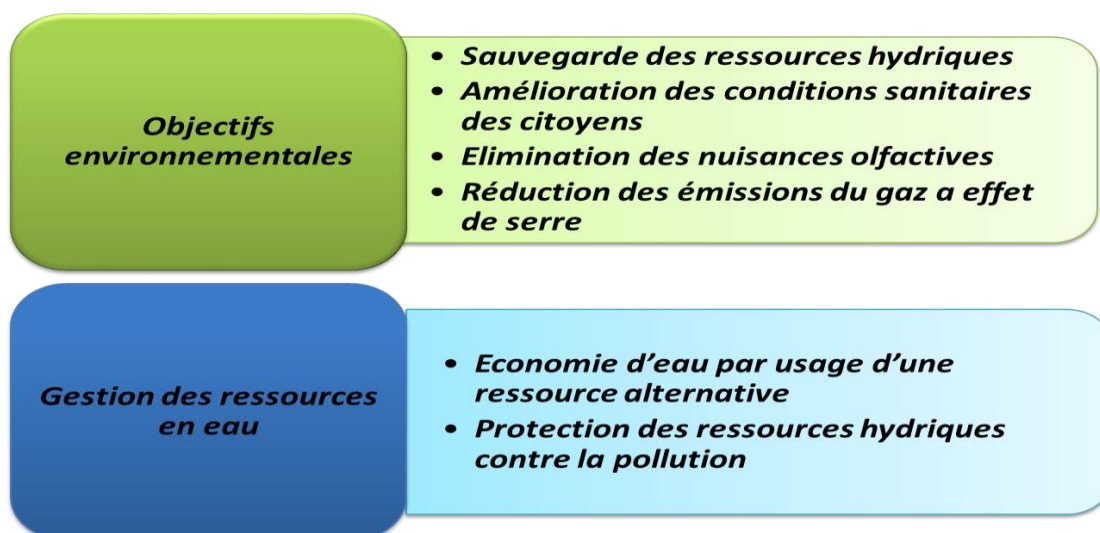 Objectifs
environnementales
• Sauvegarde des ressources hydriques
• Amélioration des conditions sanitaires
des citoyens
• Elimination des nuisances olfactives
• Réduction des émissions du gaz a effet
de serre
Gestion des ressources
en eau
• Economie d’eau par usage d’une
ressource alternative
• Protection des ressources hydriques
contre la pollution